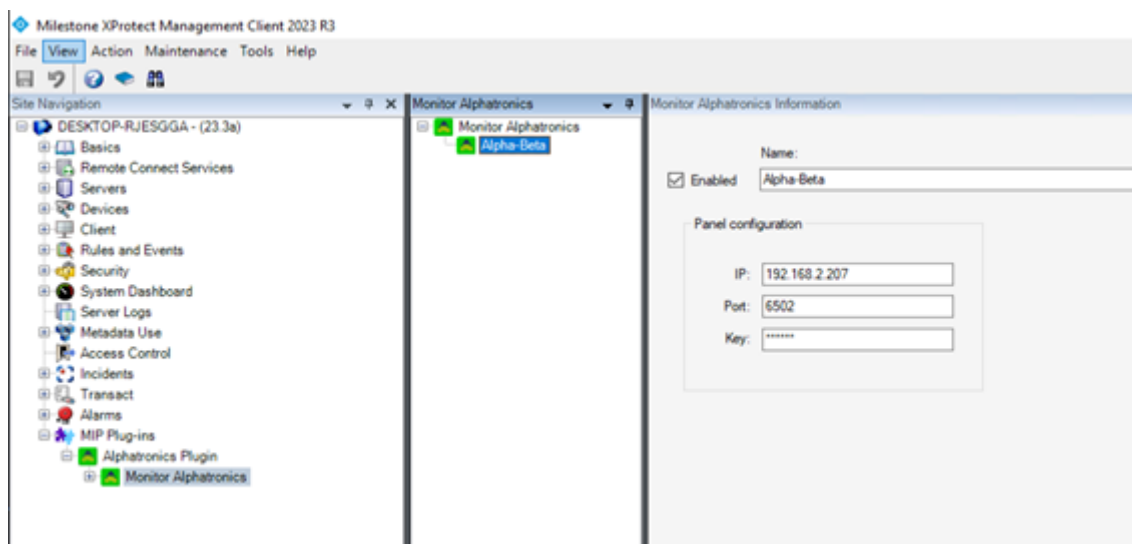 Milestone XProtect Management Client 2023 R3
File View Action Maintenance Tools Help
Site Navigation
DESKTOP-RJESGGA - (23.3a)
Basics
Remote Connect Services
Servers
Devices
Client
Rules and Events
Security
System Dashboard
Server Logs
Metadata Use
Access Control
Incidents
Transact
Alarms
MIP Plug-ins
Alphatronics Plugin
Monitor Alphatronics
Monitor Alphatronics
Monitor Alphatronics
Alpha-Beta
Monitor Alphatronics Information
Name:
Enabled Alpha-Beta
Panel configuration
IP: 192.168.2.207
Port: 6502
Key: ******